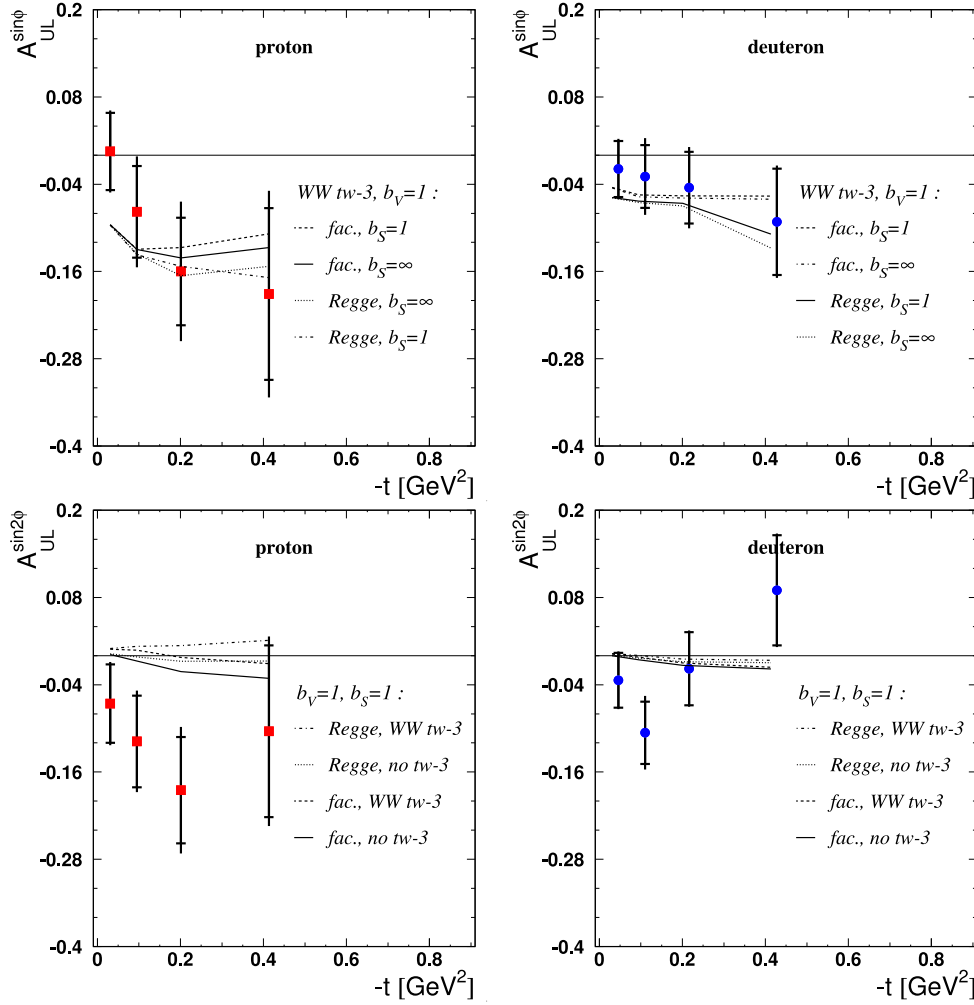 A_UL^sinϕ
0.2
0.08
-0.04
-0.16
-0.28
-0.4
proton
WW tw-3, b_V=1 :
fac., b_S=1
fac., b_S=∞
Regge, b_S=∞
Regge, b_S=1
0 0.2 0.4 0.6 0.8
-t [GeV²]
A_UL^sinϕ
0.2
0.08
-0.04
-0.16
-0.28
-0.4
deuteron
WW tw-3, b_V=1 :
fac., b_S=1
fac., b_S=∞
Regge, b_S=1
Regge, b_S=∞
0 0.2 0.4 0.6 0.8
-t [GeV²]
A_UL^sin2ϕ
0.2
0.08
-0.04
-0.16
-0.28
-0.4
proton
b_V=1, b_S=1 :
Regge, WW tw-3
Regge, no tw-3
fac., WW tw-3
fac., no tw-3
0 0.2 0.4 0.6 0.8
-t [GeV²]
A_UL^sin2ϕ
0.2
0.08
-0.04
-0.16
-0.28
-0.4
deuteron
b_V=1, b_S=1 :
Regge, WW tw-3
Regge, no tw-3
fac., WW tw-3
fac., no tw-3
0 0.2 0.4 0.6 0.8
-t [GeV²]